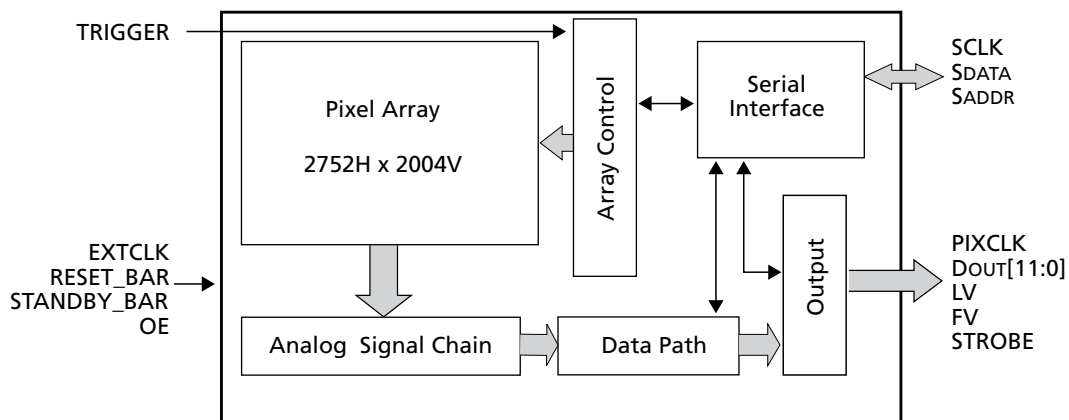 TRIGGER
Pixel Array
2752H x 2004V
Array Control
Serial
Interface
SCLK
SDATA
SADDR
EXTCLK
RESET_BAR
STANDBY_BAR
OE
Analog Signal Chain
Data Path
Output
PIXCLK
DOUT[11:0]
LV
FV
STROBE